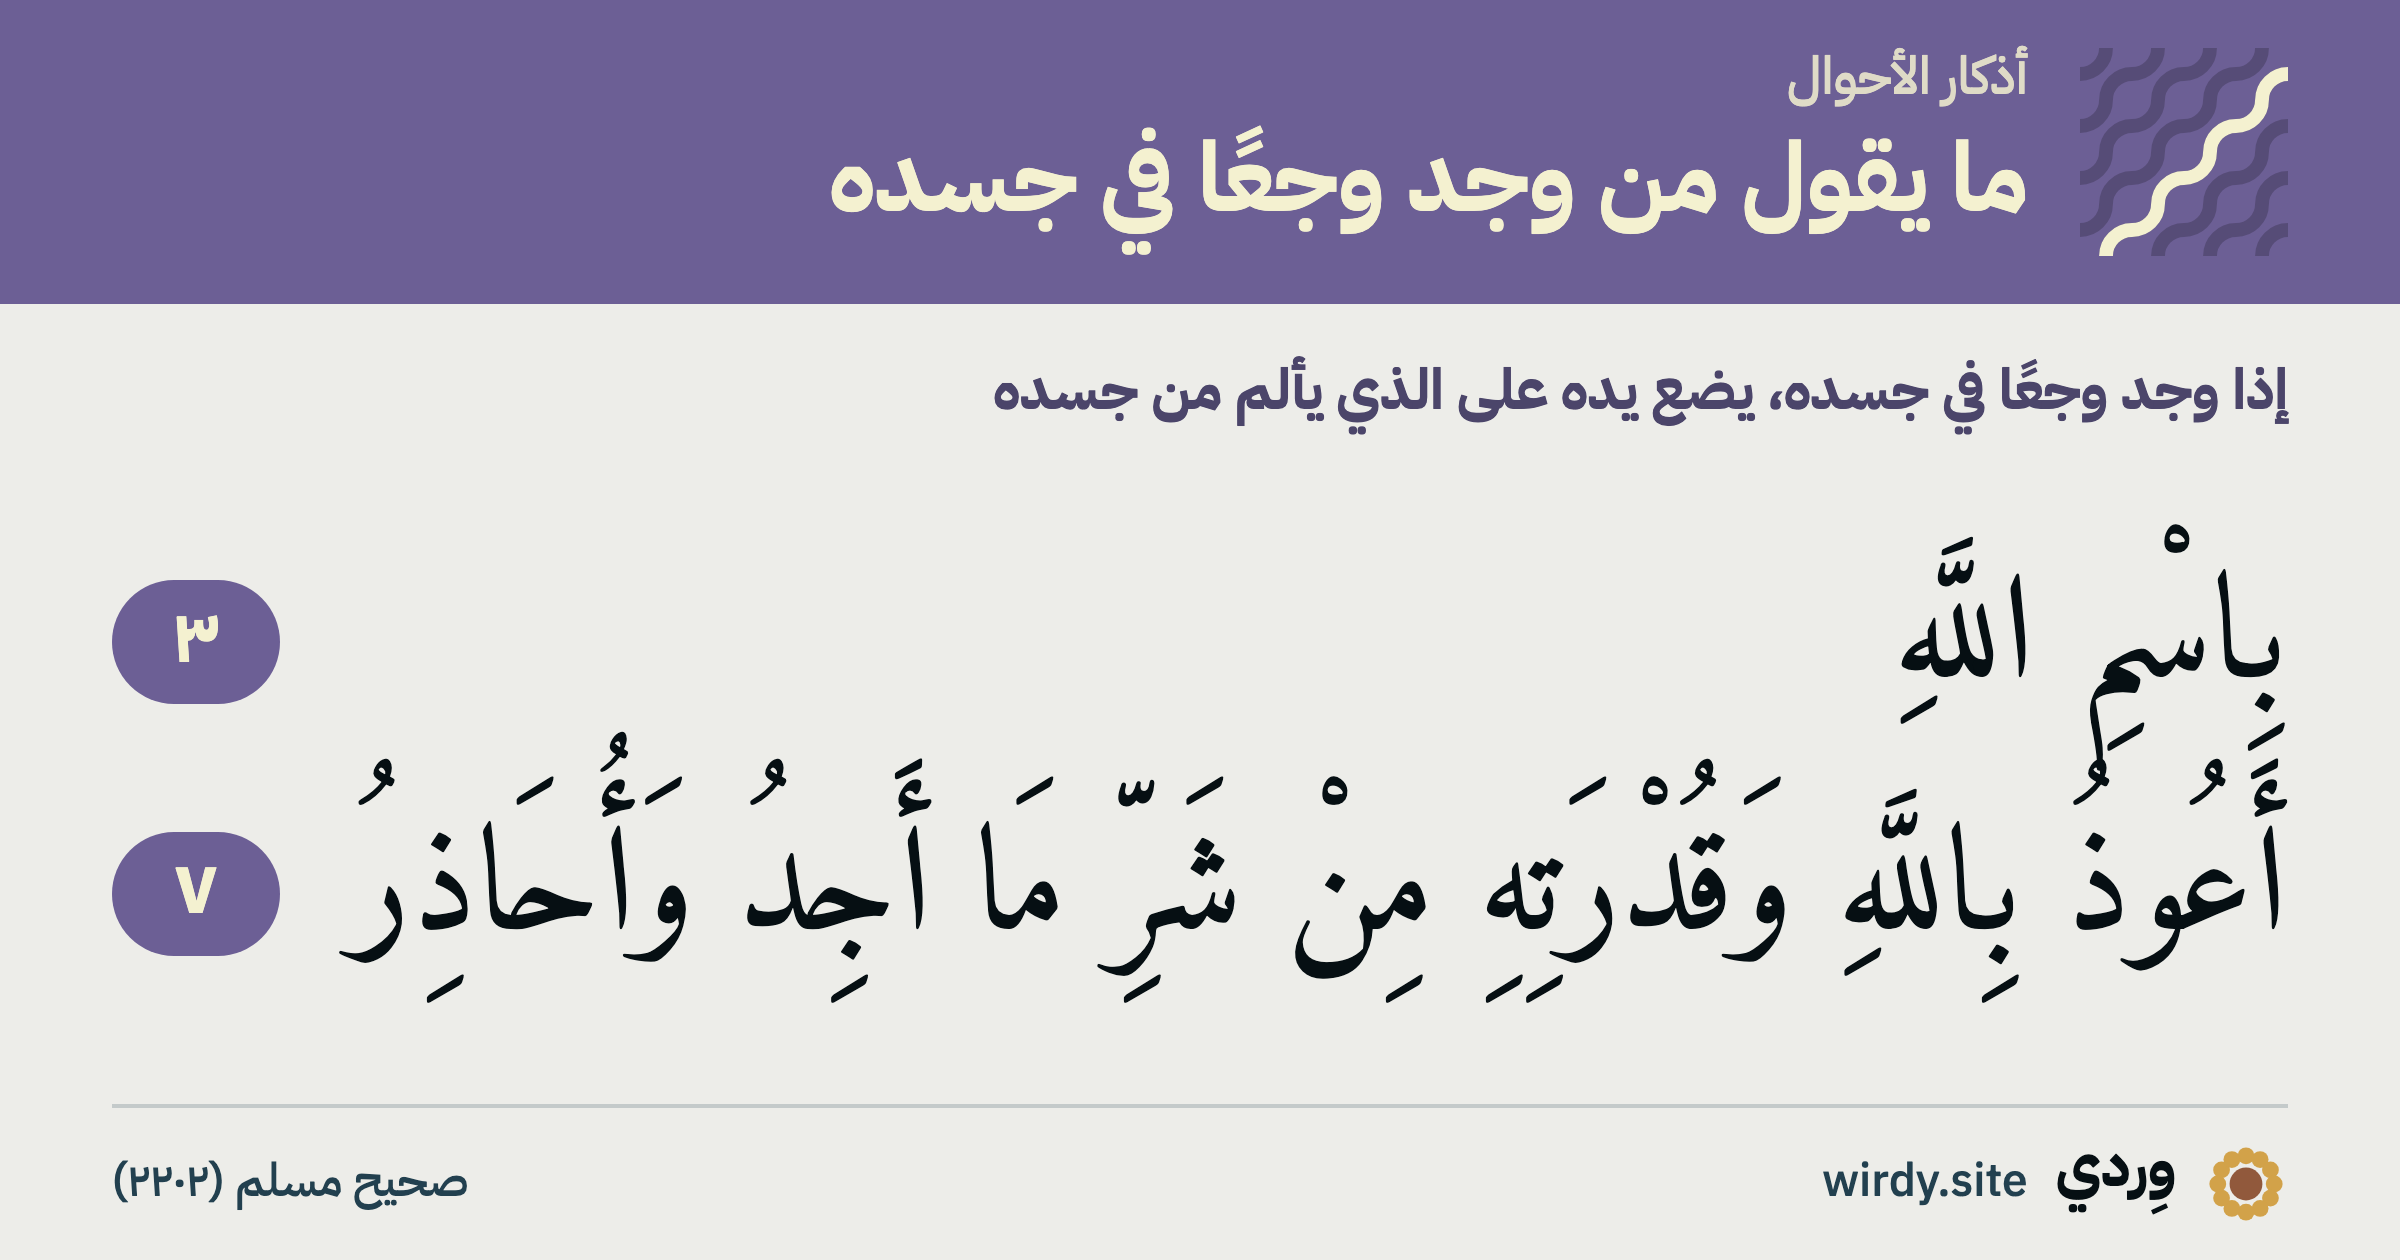 أذكار الأحوال
ما يقول من وجد وجعًا في جسده
إذا وجد وجعًا في جسده، يضع يده على الذي يألم من جسده
بِاسْمِ اللَّهِ
٣
أَعُوذُ بِاللَّهِ وَقُدْرَتِهِ مِنْ شَرِّ مَا أَجِدُ وَأُحَاذِرُ
٧
وِردي wirdy.site
صحيح مسلم (٢٢٠٢)